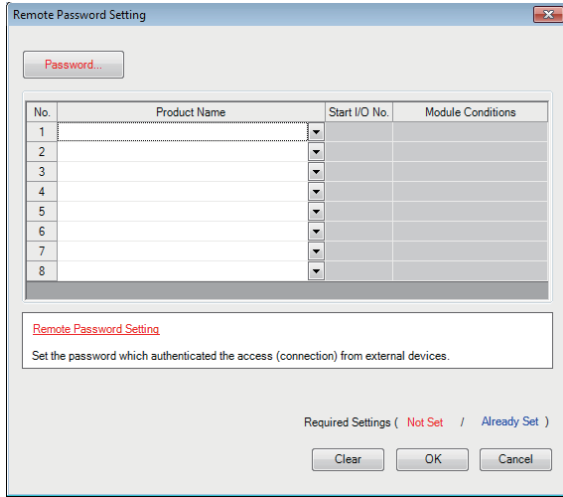 Remote Password Setting
Password...
No. Product Name Start I/O No. Module Conditions
1
2
3
4
5
6
7
8
Remote Password Setting
Set the password which authenticated the access (connection) from external devices.
Required Settings ( Not Set / Already Set )
Clear OK Cancel